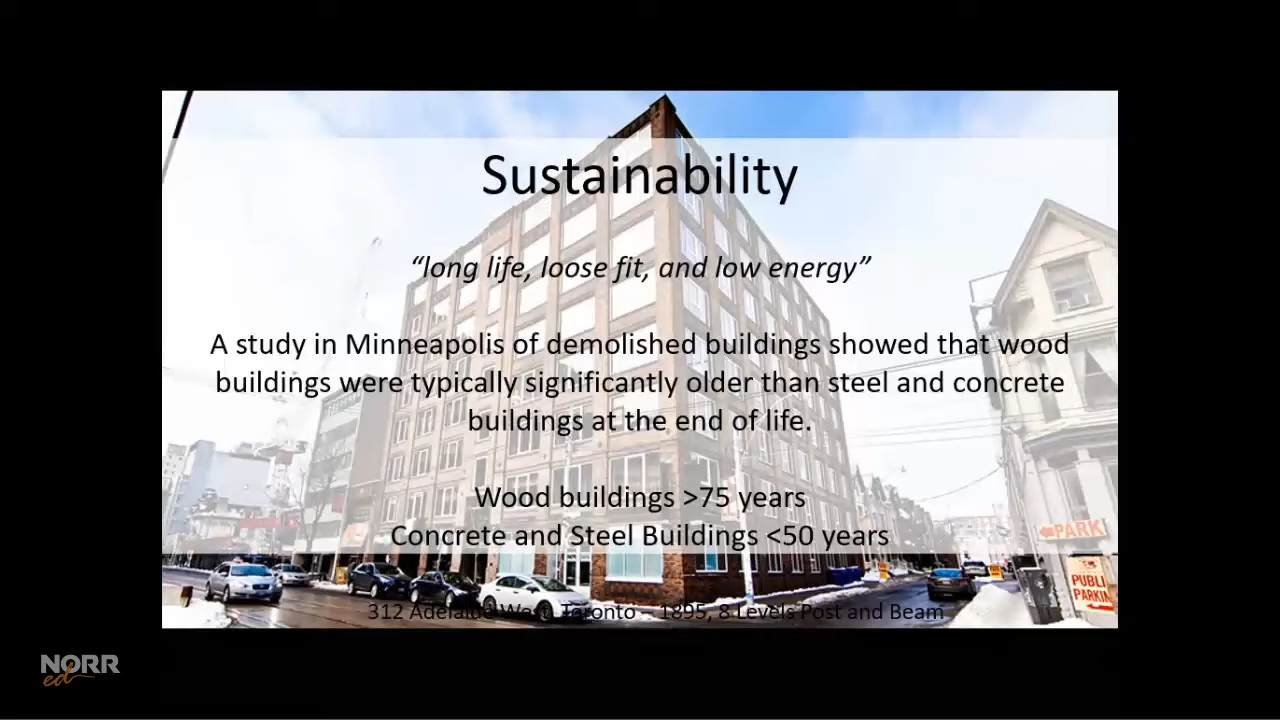 Sustainability
“long life, loose fit, and low energy”
A study in Minneapolis of demolished buildings showed that wood
buildings were typically significantly older than steel and concrete
buildings at the end of life.
Wood buildings >75 years
Concrete and Steel Buildings <50 years
PARK
PUBLI
PARKIN
312 Adelaide West, Toronto – 1895, 8 Levels Post and Beam
NORR
ed